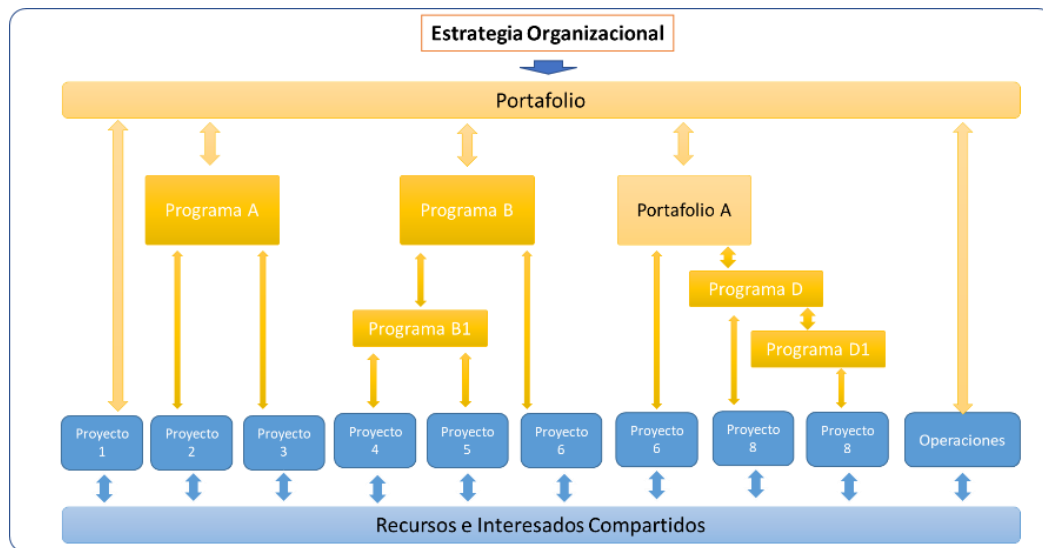 Estrategia Organizacional
Portafolio
Programa A
Programa B
Portafolio A
Programa D
Programa B1
Programa D1
Proyecto
1
Proyecto
2
Proyecto
3
Proyecto
4
Proyecto
5
Proyecto
6
Proyecto
6
Proyecto
8
Proyecto
8
Operaciones
Recursos e Interesados Compartidos